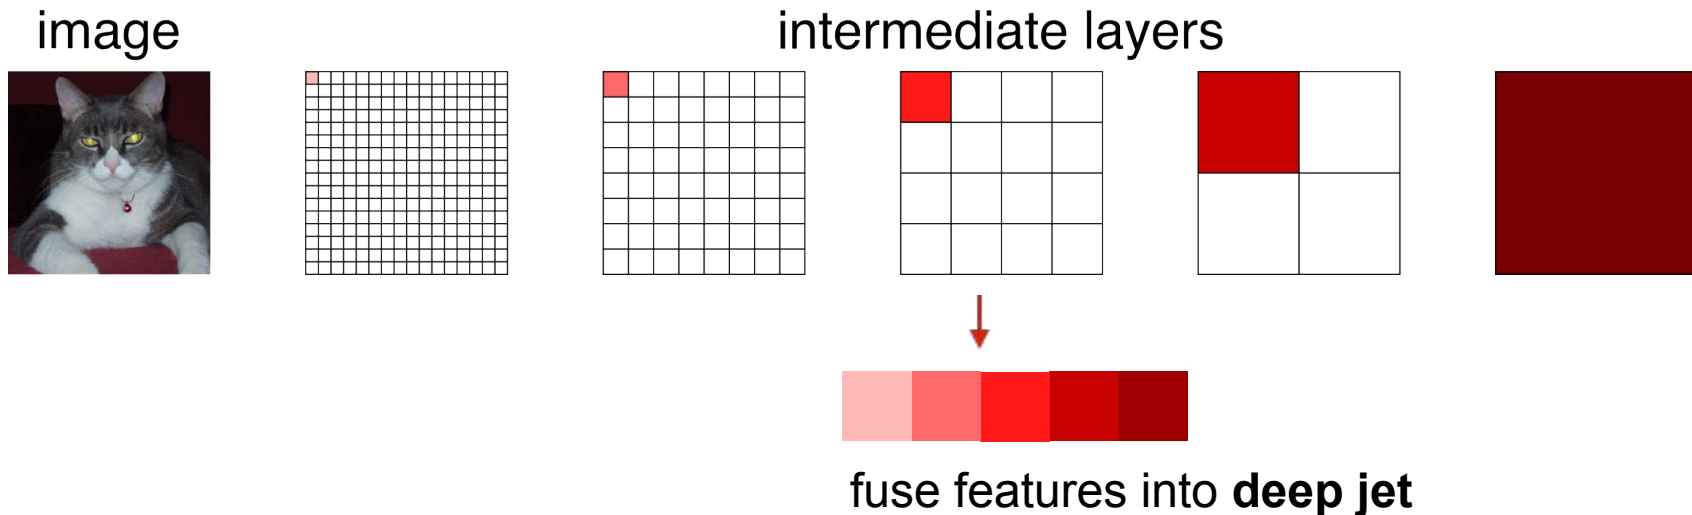 image
intermediate layers
fuse features into deep jet